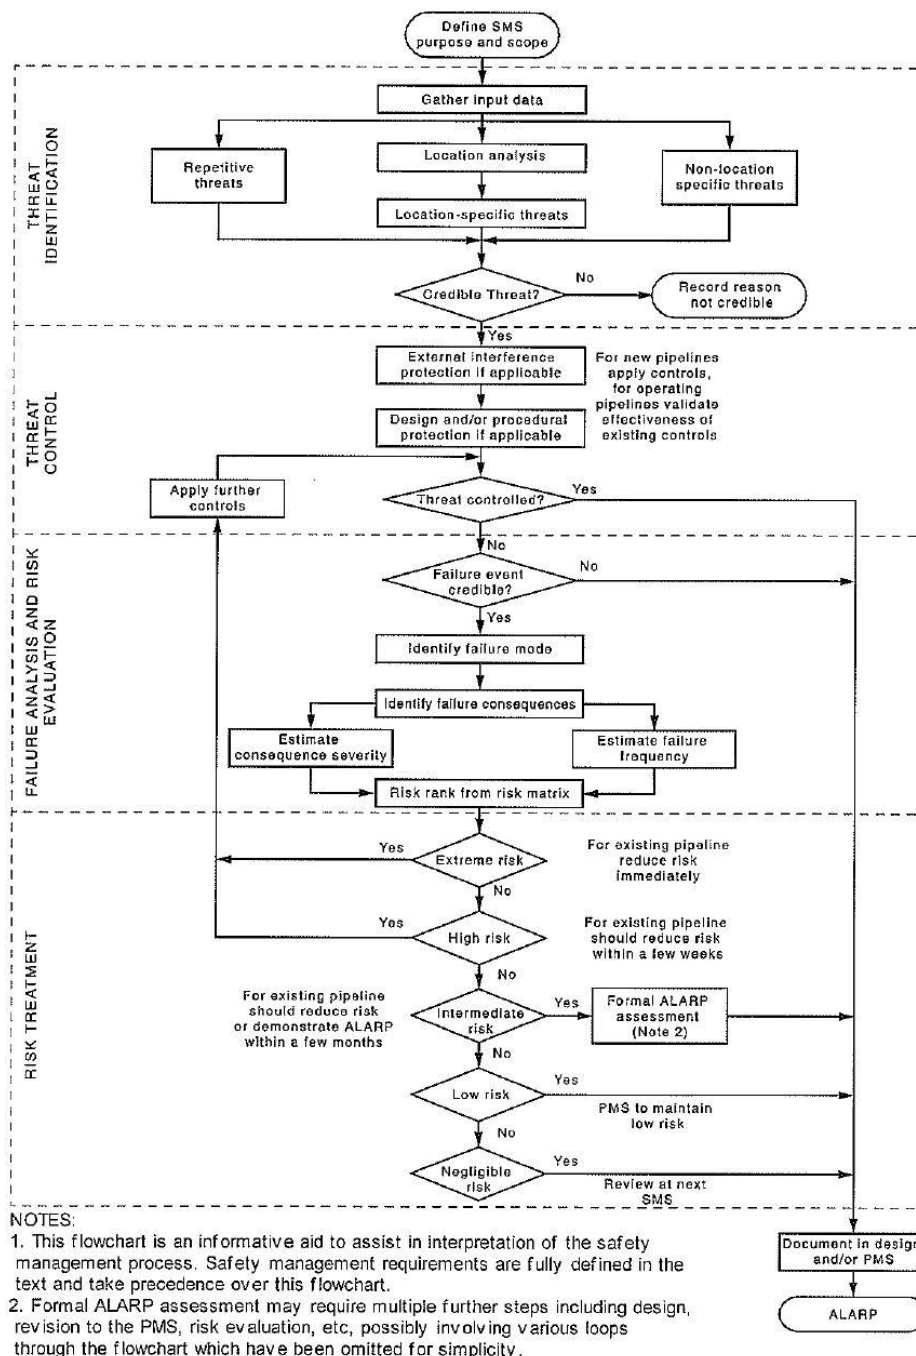 Define SMS
purpose and scope
THREAT
IDENTIFICATION
Gather input data
Repetitive
threats
Location analysis
Non-location
specific threats
Location-specific threats
Credible Threat?
No
Record reason
not credible
Yes
THREAT
CONTROL
External interference
protection if applicable
For new pipelines
apply controls,
for operating
pipelines validate
effectiveness of
existing controls
Design and/or procedural
protection if applicable
Apply further
controls
Threat controlled?
Yes
No
FAILURE ANALYSIS AND RISK
EVALUATION
Failure event
credible?
No
Yes
Identify failure mode
Identify failure consequences
Estimate
consequence severity
Estimate failure
frequency
Risk rank from risk matrix
RISK TREATMENT
Yes
Extreme risk
For existing pipeline
reduce risk
immediately
No
Yes
High risk
For existing pipeline
should reduce risk
within a few weeks
No
For existing pipeline
should reduce risk
or demonstrate ALARP
within a few months
Intermediate
risk
Yes
Formal ALARP
assessment
(Note 2)
No
Low risk
Yes
PMS to maintain
low risk
No
Negligible
risk
Yes
Review at next
SMS
Document in design
and/or PMS
ALARP
NOTES:
1. This flowchart is an informative aid to assist in interpretation of the safety
management process. Safety management requirements are fully defined in the
text and take precedence over this flowchart.
2. Formal ALARP assessment may require multiple further steps including design,
revision to the PMS, risk evaluation, etc, possibly involving various loops
through the flowchart which have been omitted for simplicity.